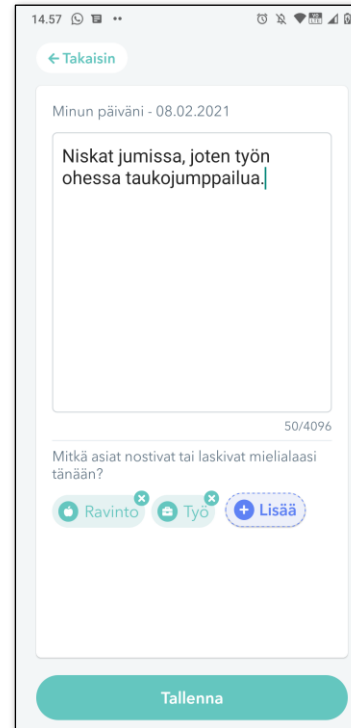 14.57
← Takaisin
Minun päiväni - 08.02.2021
Niskat jumissa, joten työn
ohessa taukojumppailua.
50/4096
Mitkä asiat nostivat tai laskivat mielialaasi
tänään?
Ravinto Työ + Lisää
Tallenna